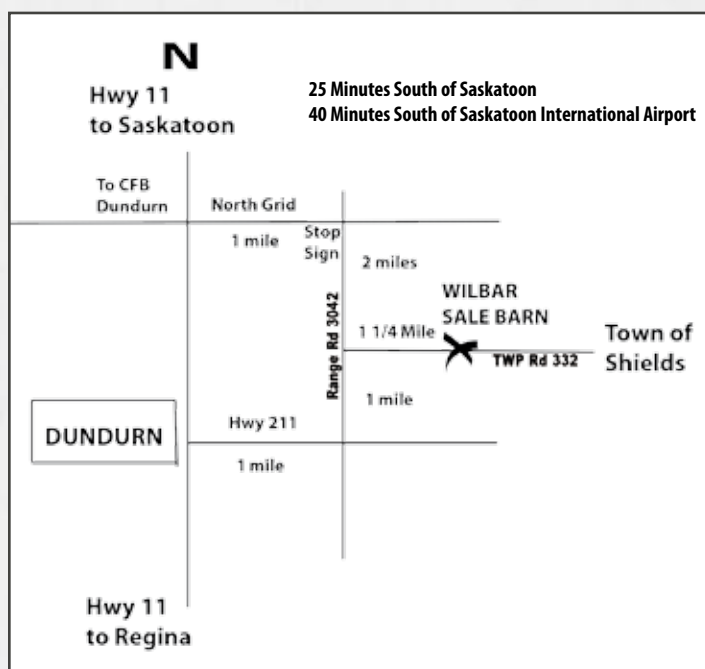 N
Hwy 11
to Saskatoon
25 Minutes South of Saskatoon
40 Minutes South of Saskatoon International Airport
To CFB
Dundurn
North Grid
1 mile
Stop
Sign
2 miles
WILBAR
SALE BARN
Range Rd 3042
1 1/4 Mile
TWP Rd 332
Town of
Shields
1 mile
DUNDURN
Hwy 211
1 mile
Hwy 11
to Regina